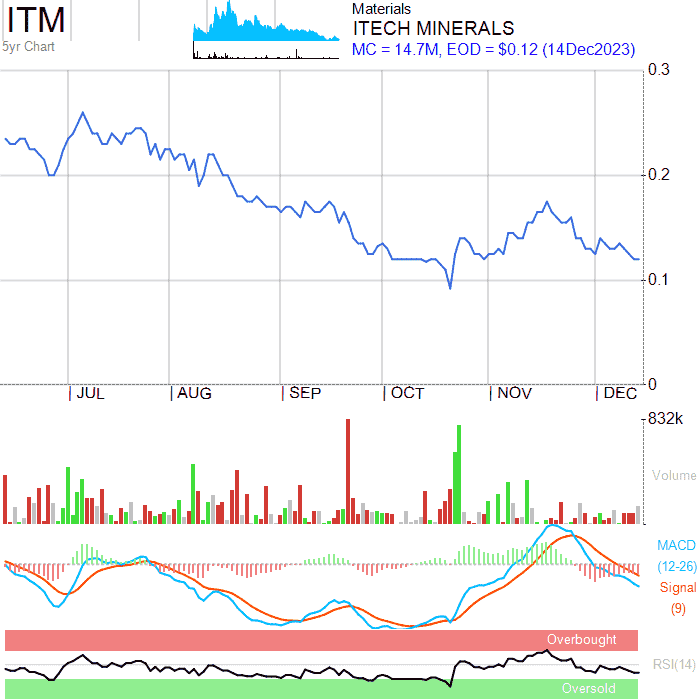 ITM
5yr Chart
Materials
ITECH MINERALS
MC = 14.7M, EOD = $0.12 (14Dec2023)
0.3
0.2
0.1
0
JUL AUG SEP OCT NOV DEC
832k
Volume
MACD
(12-26)
Signal
(9)
Overbought
RSI(14)
Oversold